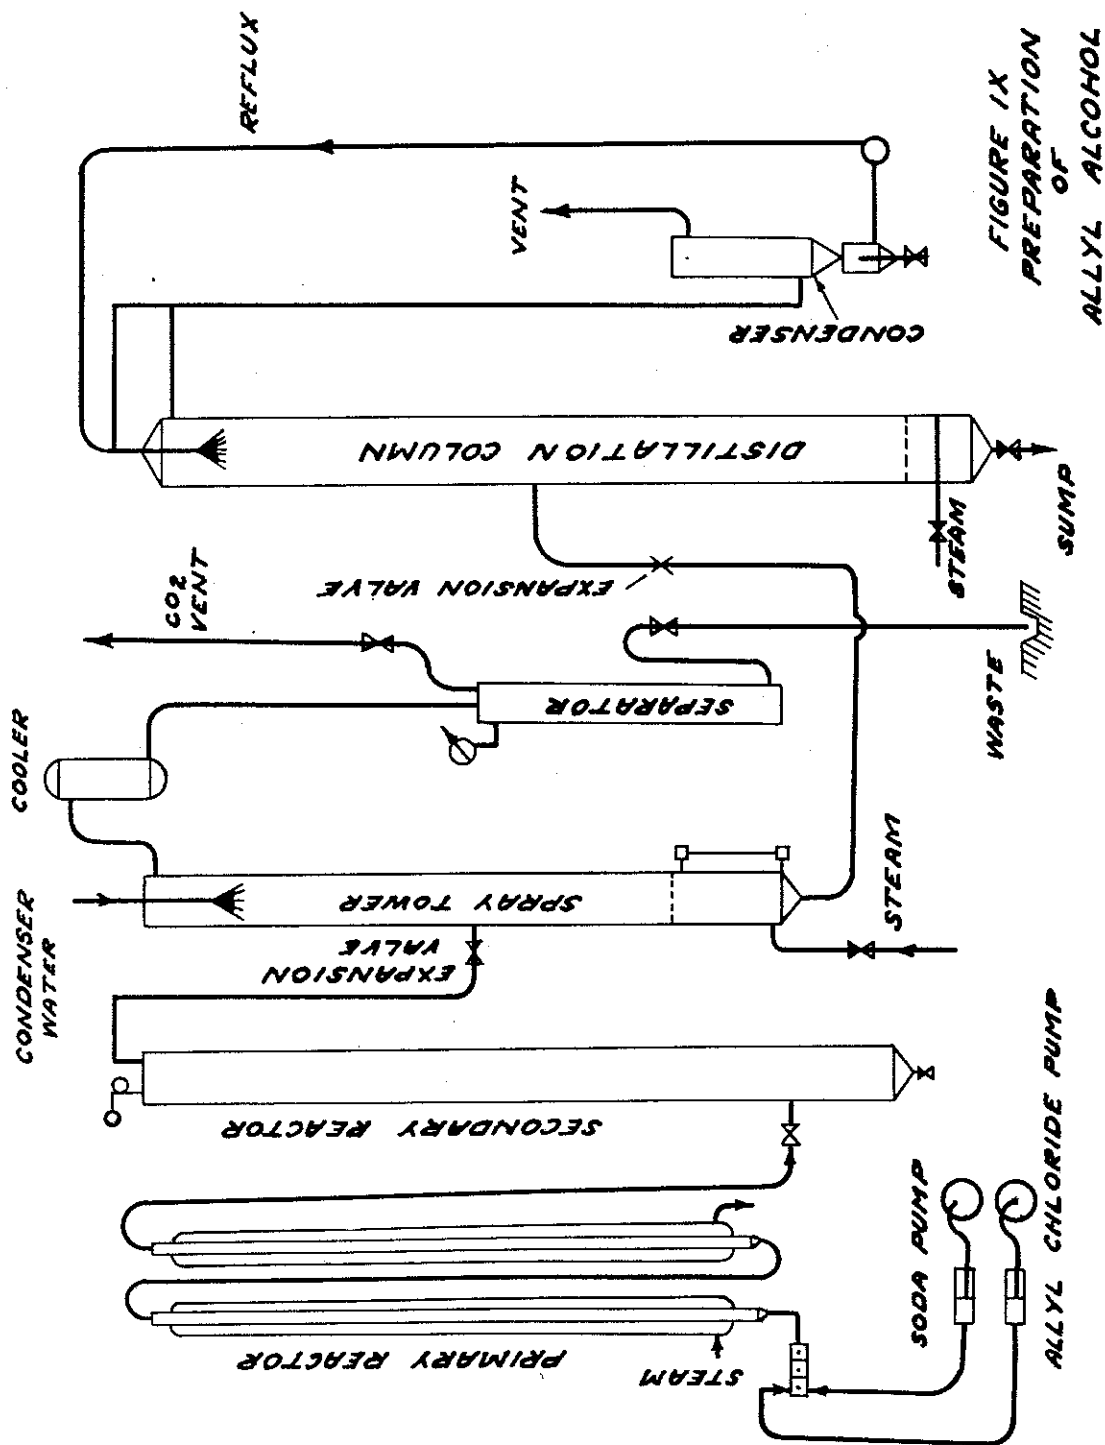 REFLUX
VENT
CONDENSER
DISTILLATION COLUMN
STEAM
SUMP
EXPANSION VALVE
CO2
VENT
SEPARATOR
WASTE
COOLER
CONDENSER
WATER
SPRAY TOWER
EXPANSION
VALVE
STEAM
SECONDARY REACTOR
PRIMARY REACTOR
STEAM
SODA PUMP
ALLYL CHLORIDE PUMP
FIGURE IX
PREPARATION
OF
ALLYL ALCOHOL